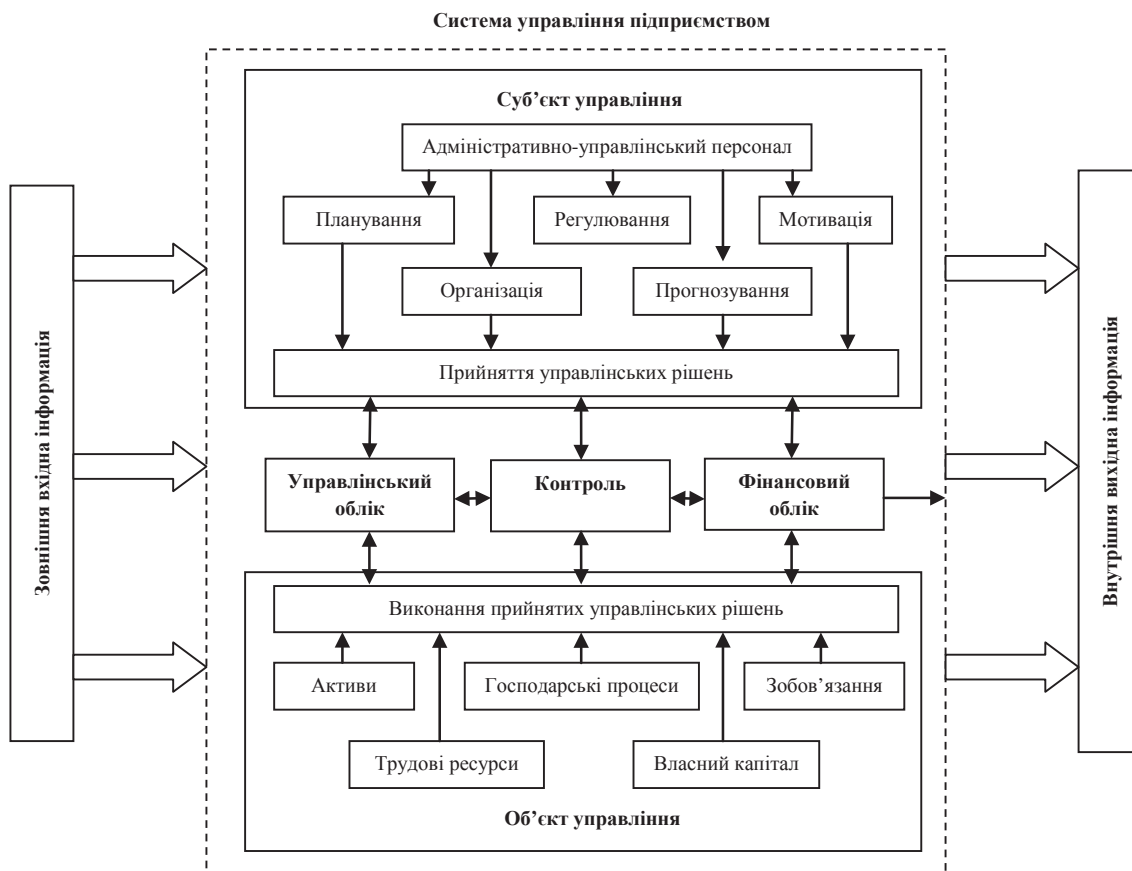 Система управління підприємством
Суб’єкт управління
Адміністративно-управлінський персонал
Планування
Регулювання
Мотивація
Організація
Прогнозування
Прийняття управлінських рішень
Зовнішня вхідна інформація
Управлінський
облік
Контроль
Фінансовий
облік
Внутрішня вихідна інформація
Виконання прийнятих управлінських рішень
Активи
Господарські процеси
Зобов’язання
Трудові ресурси
Власний капітал
Об’єкт управління